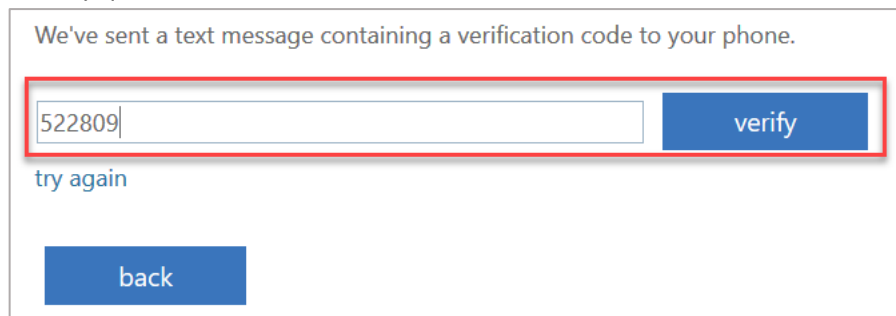 We've sent a text message containing a verification code to your phone.
522809
verify
try again
back